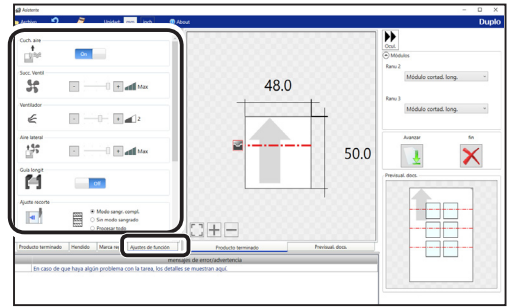 Asistente
Archivo Unidad: mm inch About
Duplo
Cuch. aire
On
Succ. Ventil
- + Max
Ventilador
- + 2
Aire lateral
- + Max
Guía longit
Off
Ajuste recorte
Modo sangr. compl.
Sin modo sangrado
Procesar todo
Producto terminado Hendido Marca re Ajustes de función
48.0
50.0
Producto terminado Previsual. docs.
mensajes de error/advertencia
En caso de que haya algún problema con la tarea, los detalles se muestran aquí.
Ocul.
Módulos
Ranu 2
Módulo cortad. long.
Ranu 3
Módulo cortad. long.
Avanzar fin
Previsual. docs.